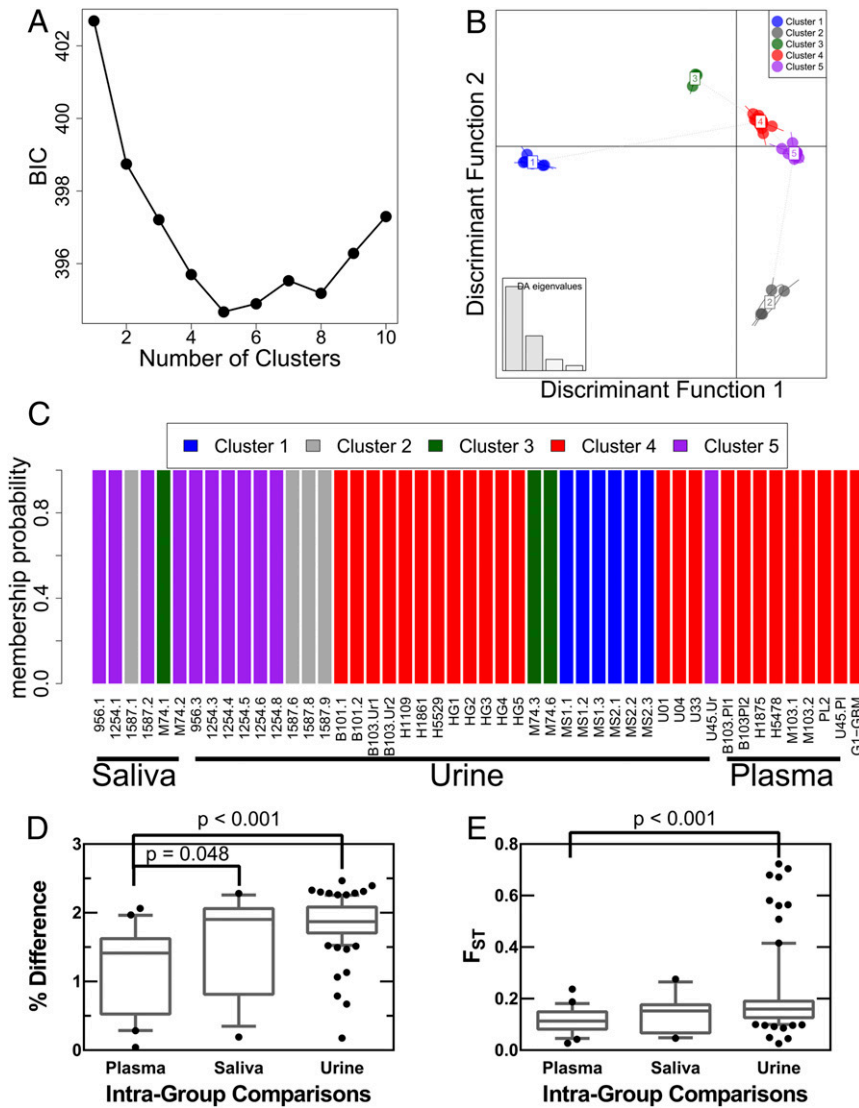 A
BIC
402
400
398
396
2
4
6
8
10
Number of Clusters
B
Discriminant Function 2
Cluster 1
Cluster 2
Cluster 3
Cluster 4
Cluster 5
3
4
5
1
2
DA eigenvalues
Discriminant Function 1
C
Cluster 1
Cluster 2
Cluster 3
Cluster 4
Cluster 5
membership probability
0.8
0.4
0.0
956.1
1254.1
1587.1
1587.2
M74.1
M74.2
956.3
1254.3
1254.4
1254.5
1254.6
1254.8
1587.6
1587.8
1587.9
B101.1
B101.2
B103.Ur1
B103.Ur2
H1109
H1861
H5529
HG1
HG2
HG3
HG4
HG5
M74.3
M74.6
MS1.1
MS1.2
MS1.3
MS2.1
MS2.2
MS2.3
U01
U04
U33
U45.Ur
B103.Pl1
B103Pl2
H1875
H5478
M103.1
M103.2
PL2
U45.Pl
G1-GBM
Saliva
Urine
Plasma
D
p < 0.001
p = 0.048
% Difference
3
2
1
0
Plasma
Saliva
Urine
Intra-Group Comparisons
E
p < 0.001
FST
0.8
0.6
0.4
0.2
0.0
Plasma
Saliva
Urine
Intra-Group Comparisons